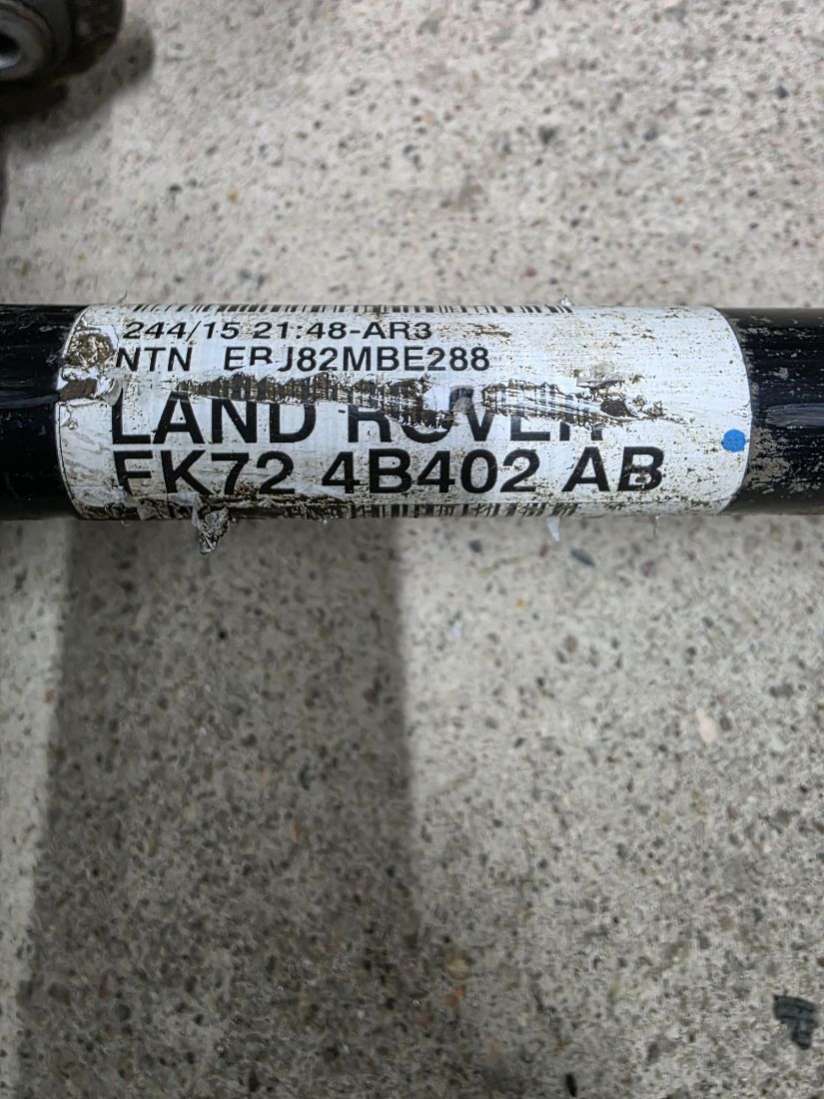 244/15 21:48-AR3
NTN EBJ82MBE288
LAND ROVER
FK72 4B402 AB